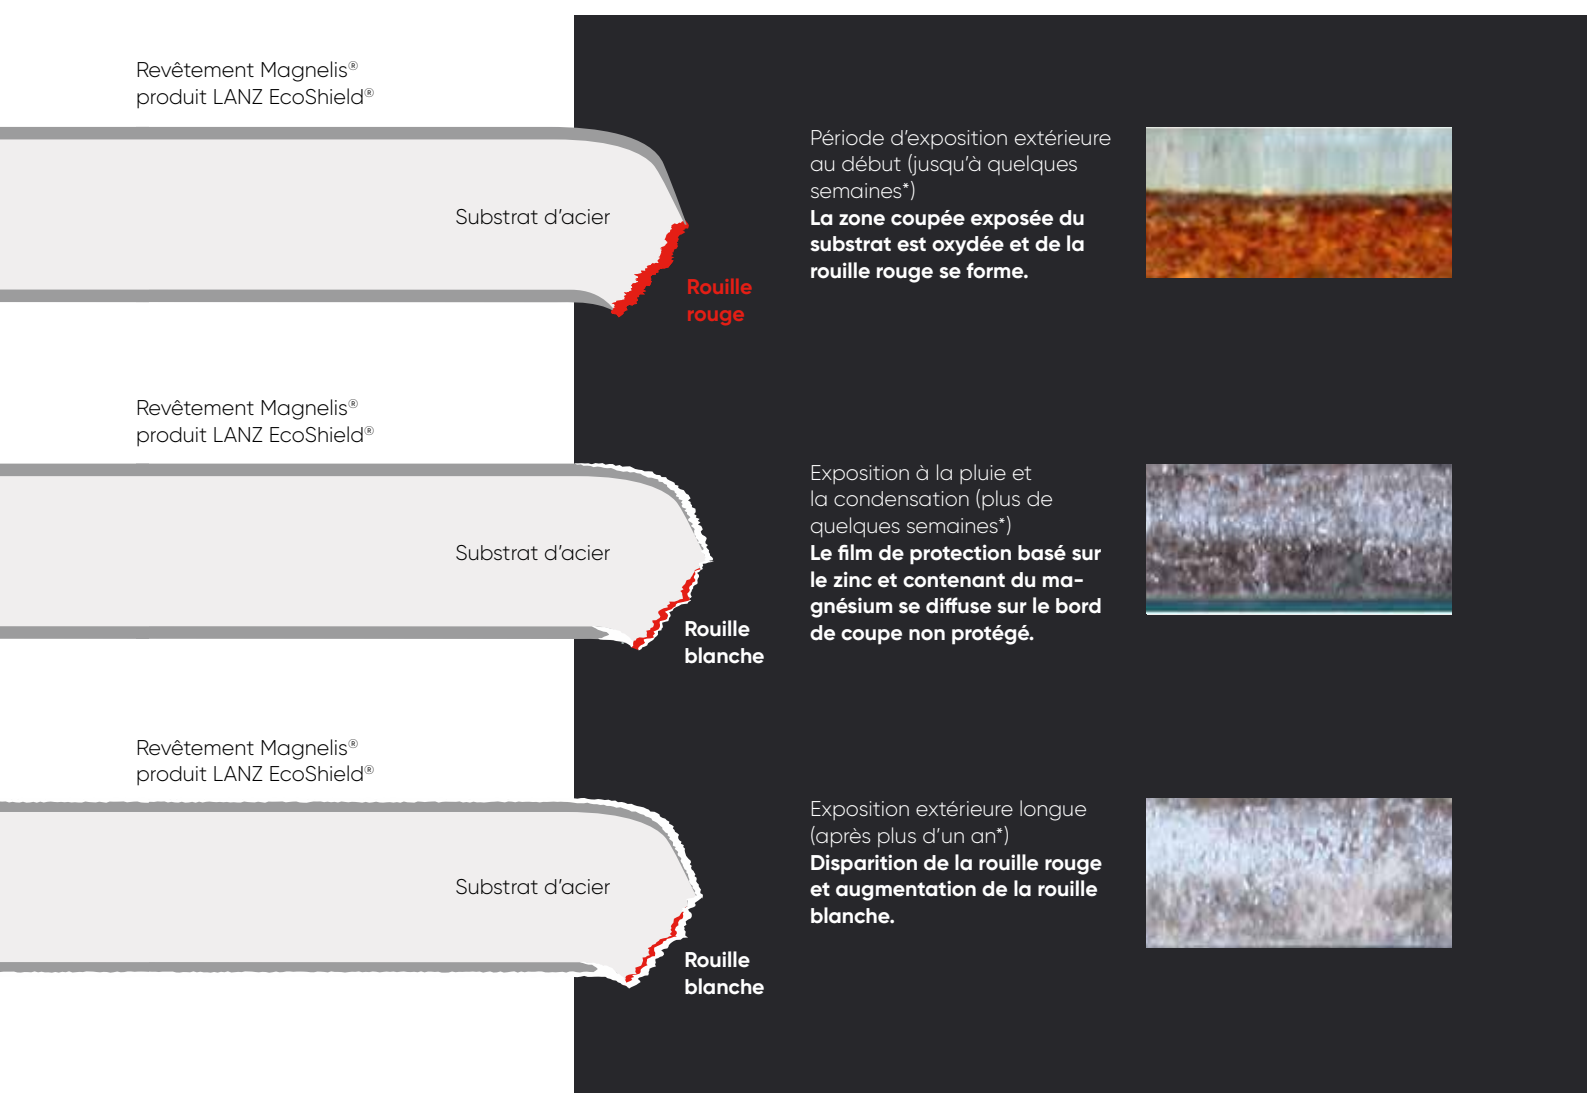 Revêtement Magnelis®
produit LANZ EcoShield®
Substrat d'acier
Rouille
rouge
Période d'exposition extérieure
au début (jusqu'à quelques
semaines*)
La zone coupée exposée du
substrat est oxydée et de la
rouille rouge se forme.
Revêtement Magnelis®
produit LANZ EcoShield®
Substrat d'acier
Rouille
blanche
Exposition à la pluie et
la condensation (plus de
quelques semaines*)
Le film de protection basé sur
le zinc et contenant du ma-
gnésium se diffuse sur le bord
de coupe non protégé.
Revêtement Magnelis®
produit LANZ EcoShield®
Substrat d'acier
Rouille
blanche
Exposition extérieure longue
(après plus d'un an*)
Disparition de la rouille rouge
et augmentation de la rouille
blanche.